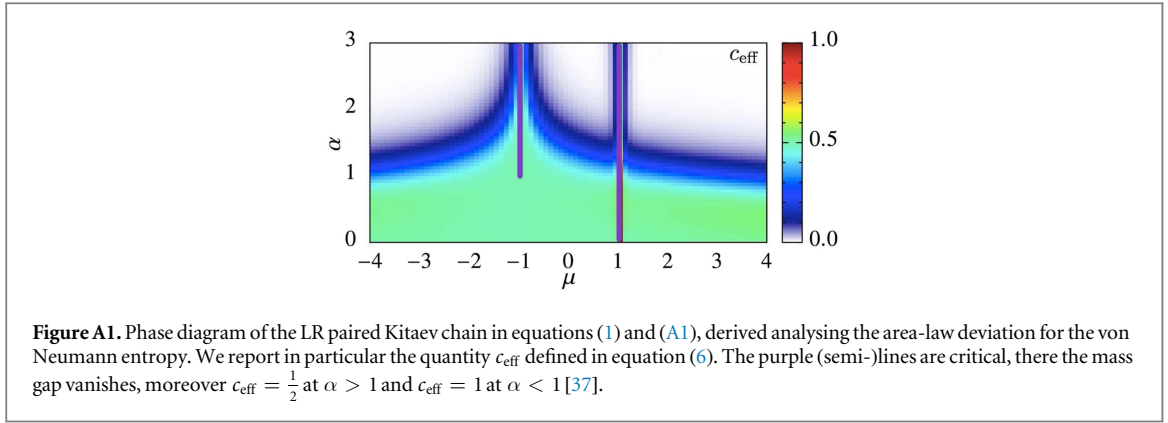 3
2
1
0
α
−4 −3 −2 −1 0 1 2 3 4
μ
c_eff
1.0
0.5
0.0
Figure A1. Phase diagram of the LR paired Kitaev chain in equations (1) and (A1), derived analysing the area-law deviation for the von
Neumann entropy. We report in particular the quantity c_eff defined in equation (6). The purple (semi-)lines are critical, there the mass
gap vanishes, moreover c_eff = 1/2 at α > 1 and c_eff = 1 at α < 1 [37].